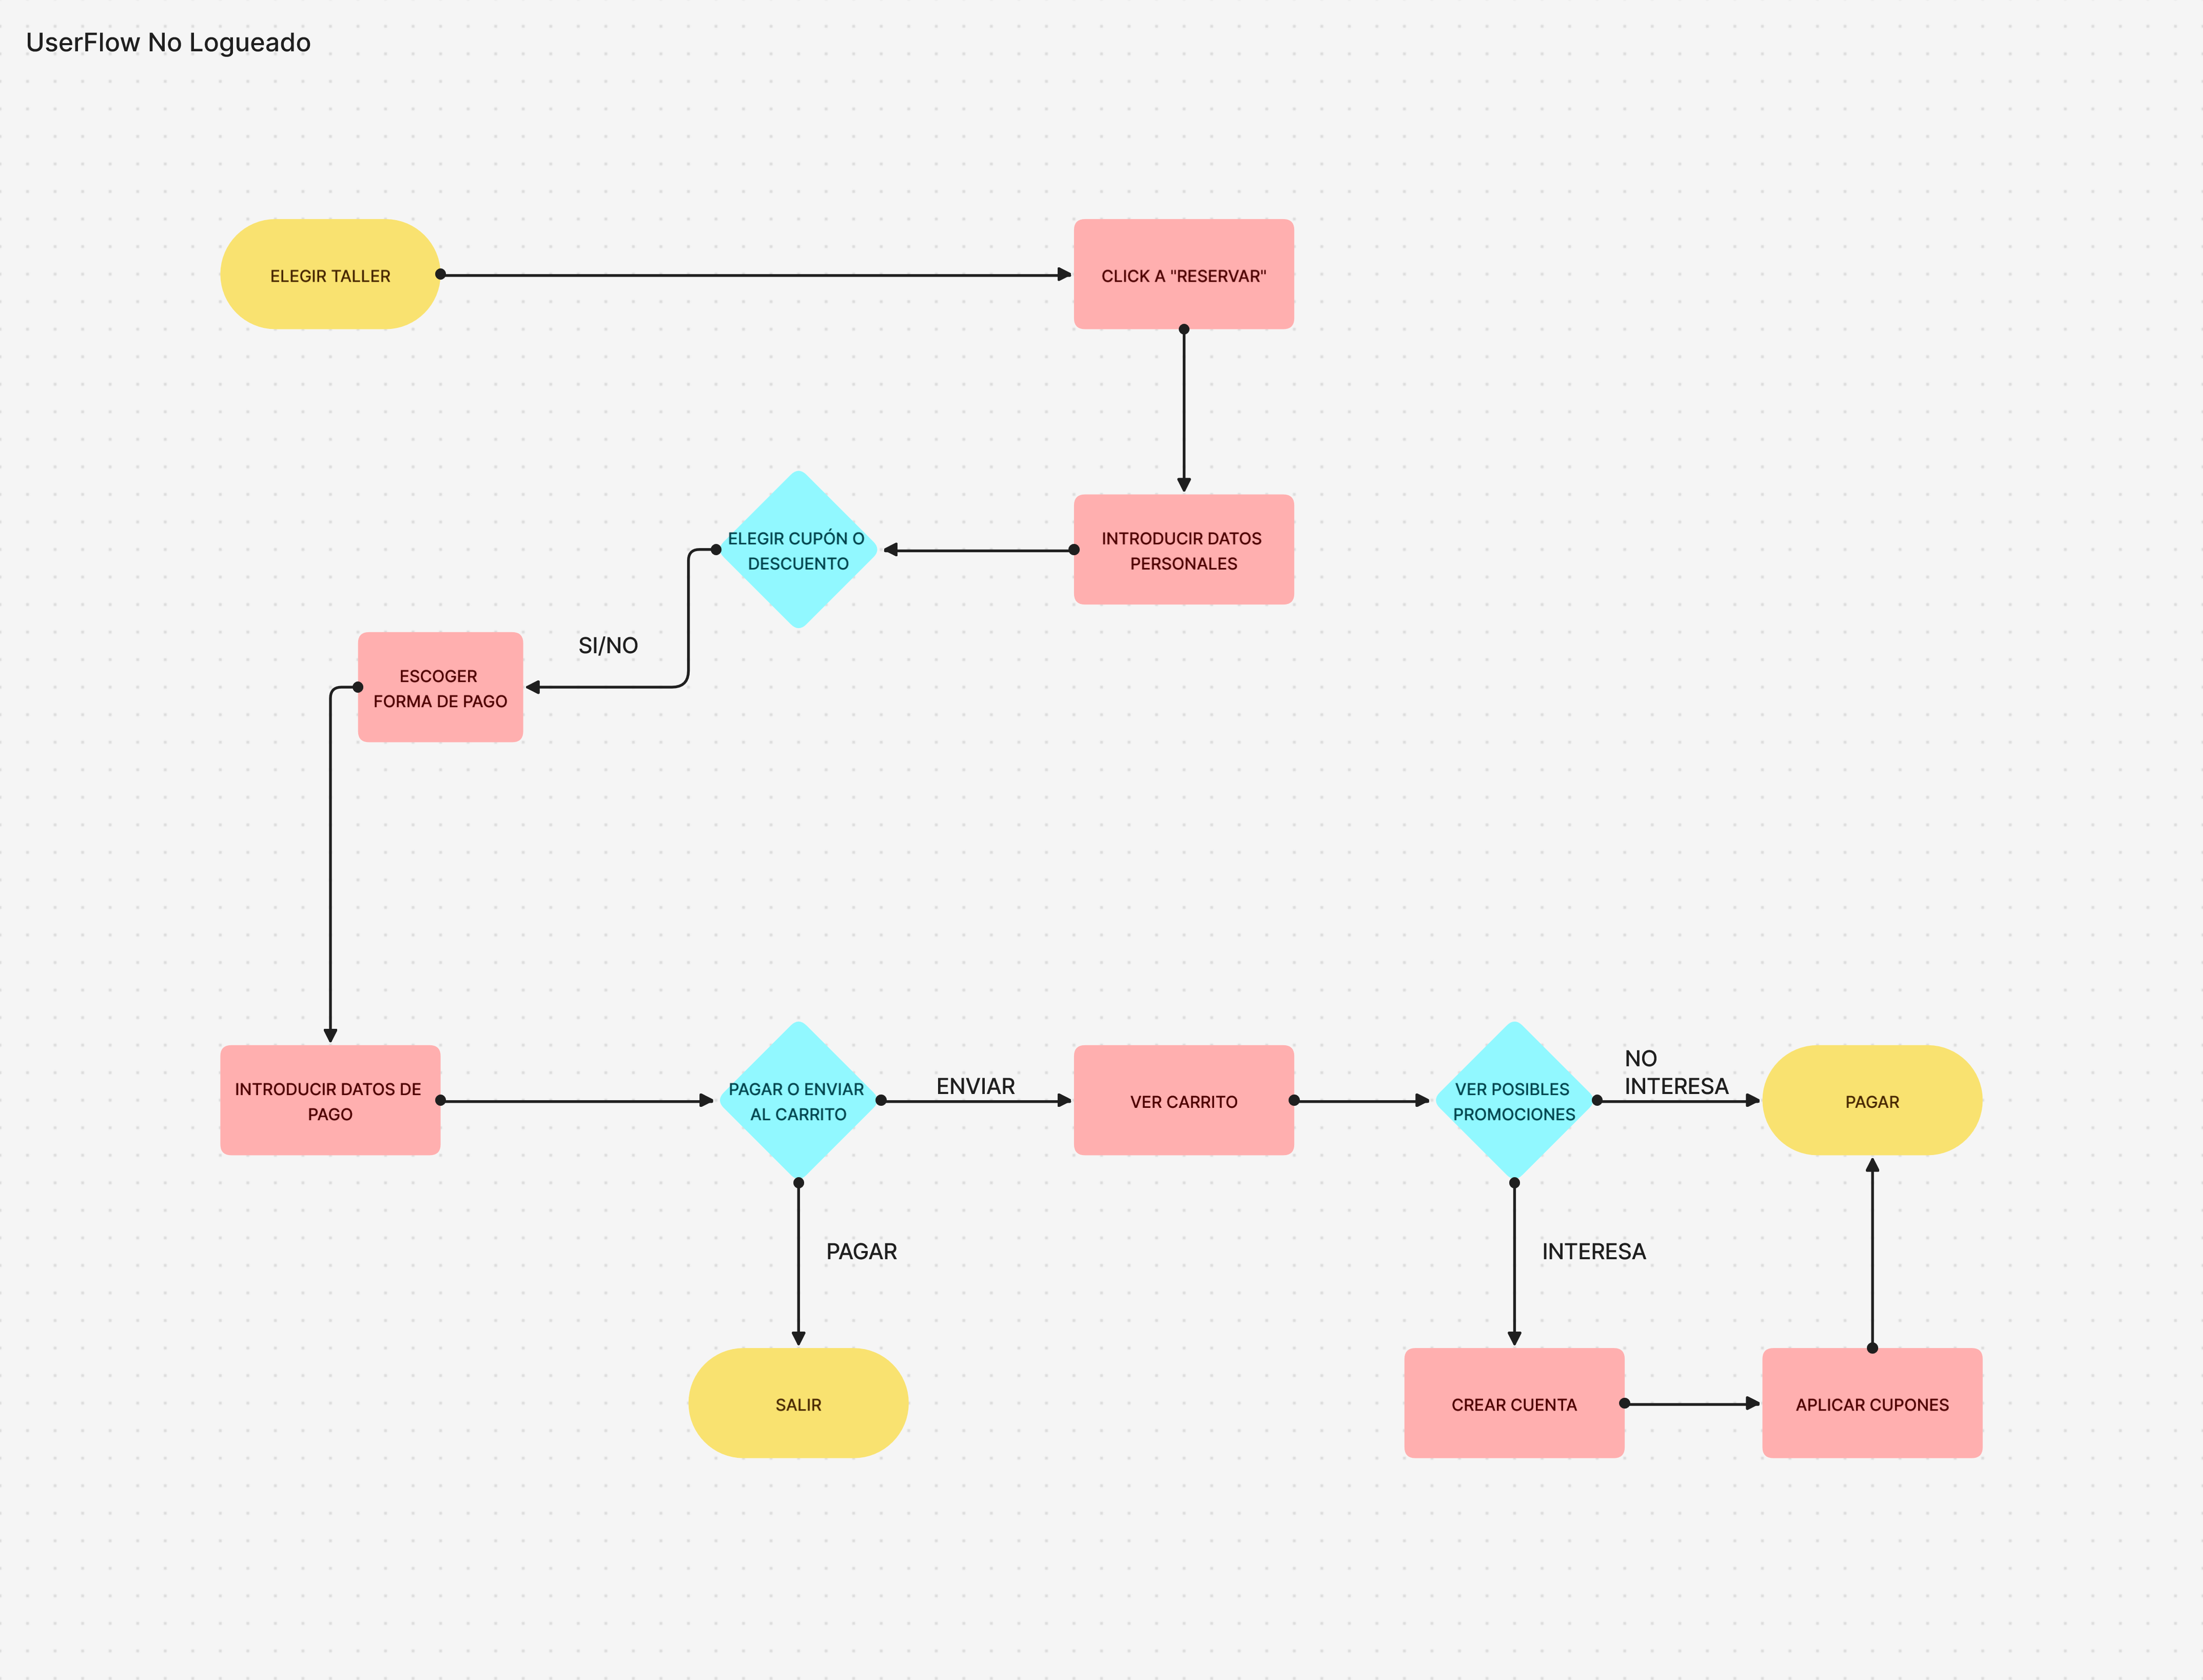 UserFlow No Logueado
ELEGIR TALLER
CLICK A "RESERVAR"
ELEGIR CUPÓN O
DESCUENTO
INTRODUCIR DATOS
PERSONALES
SI/NO
ESCOGER
FORMA DE PAGO
INTRODUCIR DATOS DE
PAGO
PAGAR O ENVIAR
AL CARRITO
ENVIAR
VER CARRITO
VER POSIBLES
PROMOCIONES
NO
INTERESA
PAGAR
PAGAR
INTERESA
SALIR
CREAR CUENTA
APLICAR CUPONES